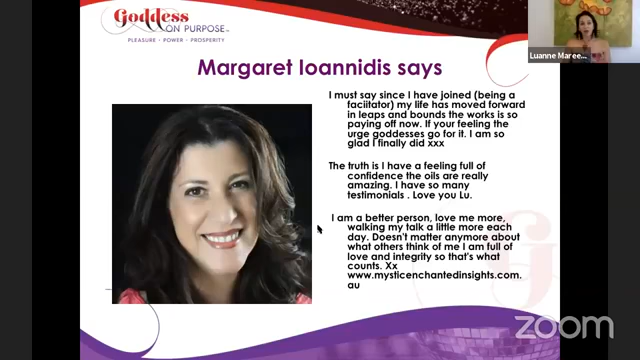 Goddess
ON PURPOSE™
PLEASURE • POWER • PROSPERITY
Luanne Maree...
Margaret Ioannidis says
I must say since I have joined (being a
faciitator) my life has moved forward
in leaps and bounds the works is so
paying off now. If your feeling the
urge goddesses go for it. I am so
glad I finally did xxx
The truth is I have a feeling full of
confidence the oils are really
amazing. I have so many
testimonials . Love you Lu.
I am a better person, love me more,
walking my talk a little more each
day. Doesn't matter anymore about
what others think of me I am full of
love and integrity so that's what
counts. Xx
www.mysticenchantedinsights.com.
au
zoom